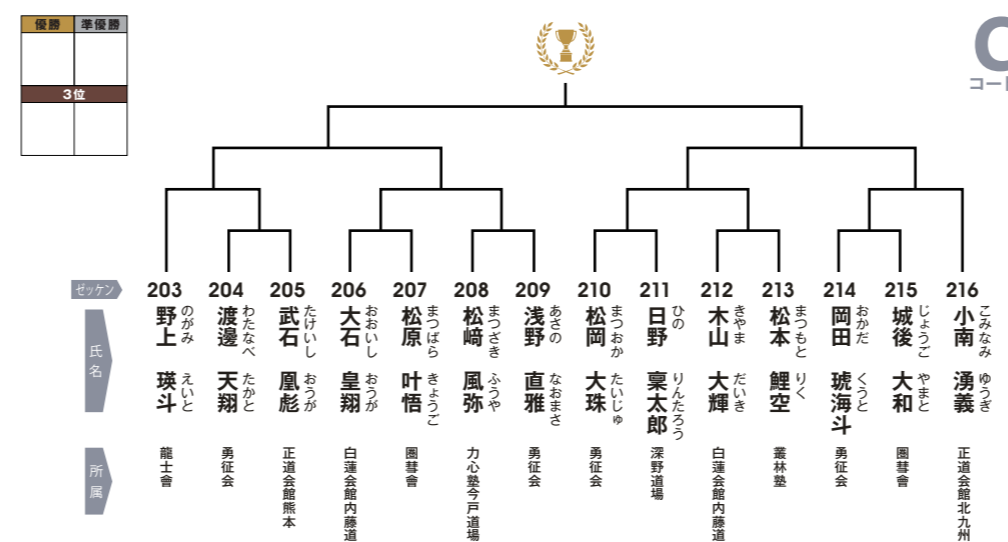 優勝 準優勝
3位
C
コート
ゼッケン
203 204 205 206 207 208 209 210 211 212 213 214 215 216
氏名
野上 瑛斗 のがみ えいと
渡邊 天翔 わたなべ たかと
武石 凰彪 たけいし おうが
大石 皇翔 おおいし おうが
松原 叶悟 まつばら きょうご
松﨑 風弥 まつざき ふうや
浅野 直雅 あさの なおまさ
松岡 大珠 まつおか たいじゅ
日野 稟太郎 ひの りんたろう
木山 大輝 きやま だいき
松本 鯉空 まつもと りく
岡田 琥海斗 おかだ くうと
城後 大和 じょうご やまと
小南 湧義 こみなみ ゆうぎ
所属
龍士會
勇征会
正道会館熊本
白蓮会館内藤道
圏彗會
力心塾今戸道場
勇征会
勇征会
深野道場
白蓮会館内藤道
叢林塾
勇征会
圏彗會
正道会館北九州